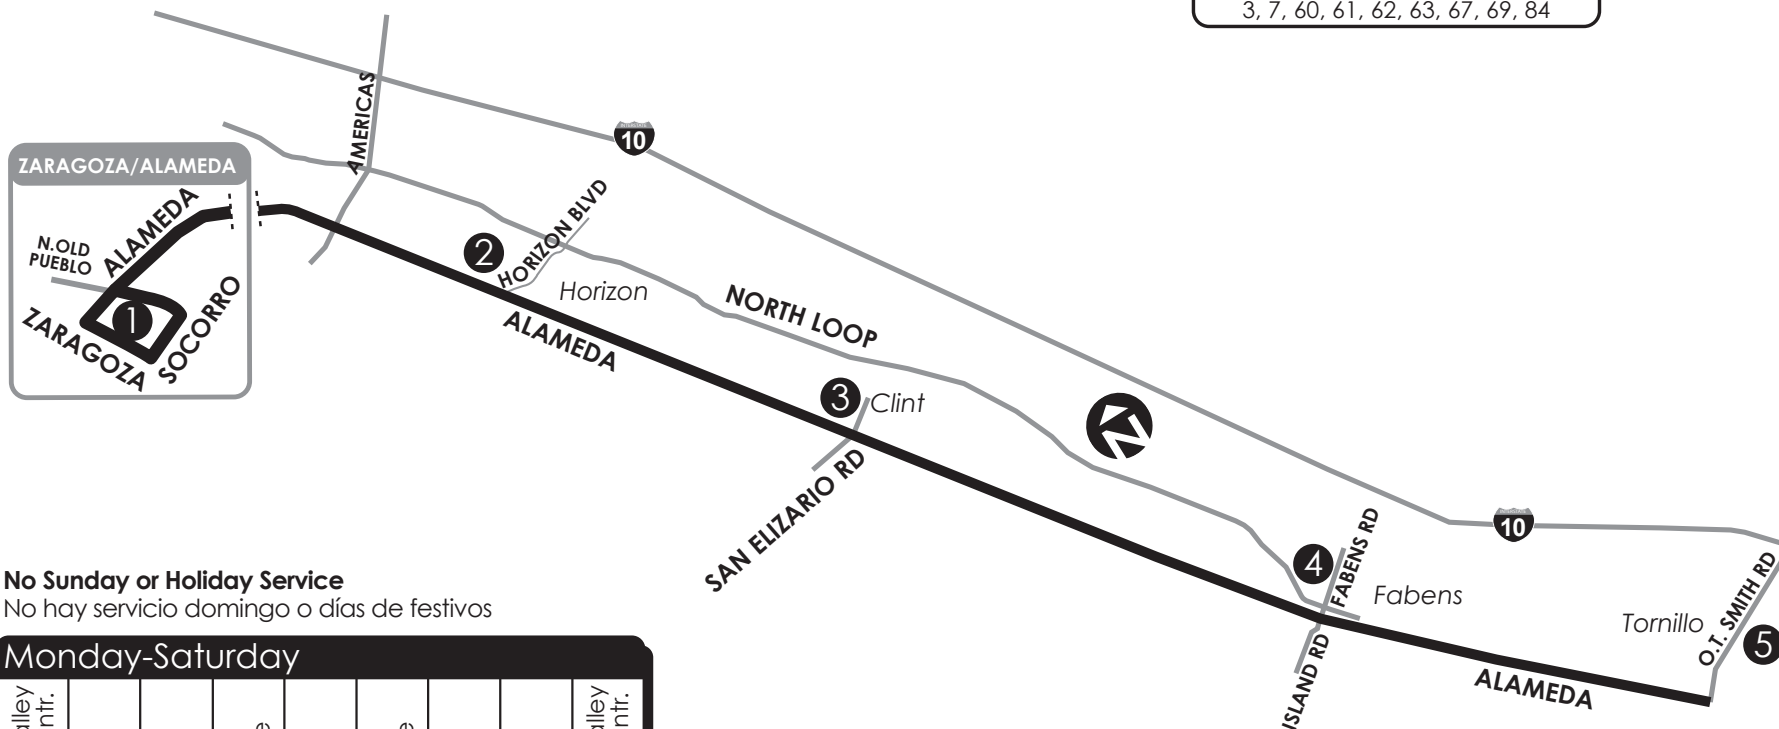 3, 7, 60, 61, 62, 63, 67, 69, 84
AMERICAS
10
ZARAGOZA/ALAMEDA
N.OLD
PUEBLO
ALAMEDA
1
ZARAGOZA
SOCORRO
2
HORIZON BLVD
Horizon
NORTH LOOP
ALAMEDA
3
Clint
SAN ELIZARIO RD
N
10
4
FABENS RD
Fabens
ISLAND RD
Tornillo
O.T. SMITH RD
5
ALAMEDA
No Sunday or Holiday Service
No hay servicio domingo o días de festivos
Monday-Saturday